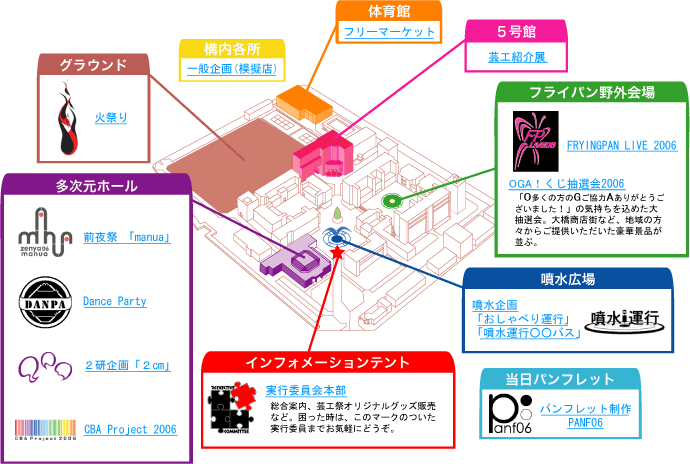 体育館
フリーマーケット
構内各所
一般企画(模擬店)
５号館
芸工紹介展
グラウンド
火祭り
フライパン野外会場
FP
LIVE06
FRYINGPAN LIVE 2006
OGA！くじ抽選会2006
「O多くの方のGご協力Aありがとうございました！」の気持ちを込めた大抽選会。大橋商店街など、地域の方々からご提供いただいた豪華景品が並ぶ。
多次元ホール
zenya06
manua
前夜祭 「manua」
DANPA
Dance Party
２研企画「２cm」
CBA Project 2006
CBA Project 2006
噴水広場
噴水企画
「おしゃべり運行」
「噴水運行〇〇バス」
噴水運行
インフォメーションテント
EXECUTIVE
COMMITTEE
実行委員会本部
総合案内、芸工祭オリジナルグッズ販売
など。困った時は、このマークのついた
実行委員までお気軽にどうぞ。
当日パンフレット
panf06
パンフレット制作
PANF06